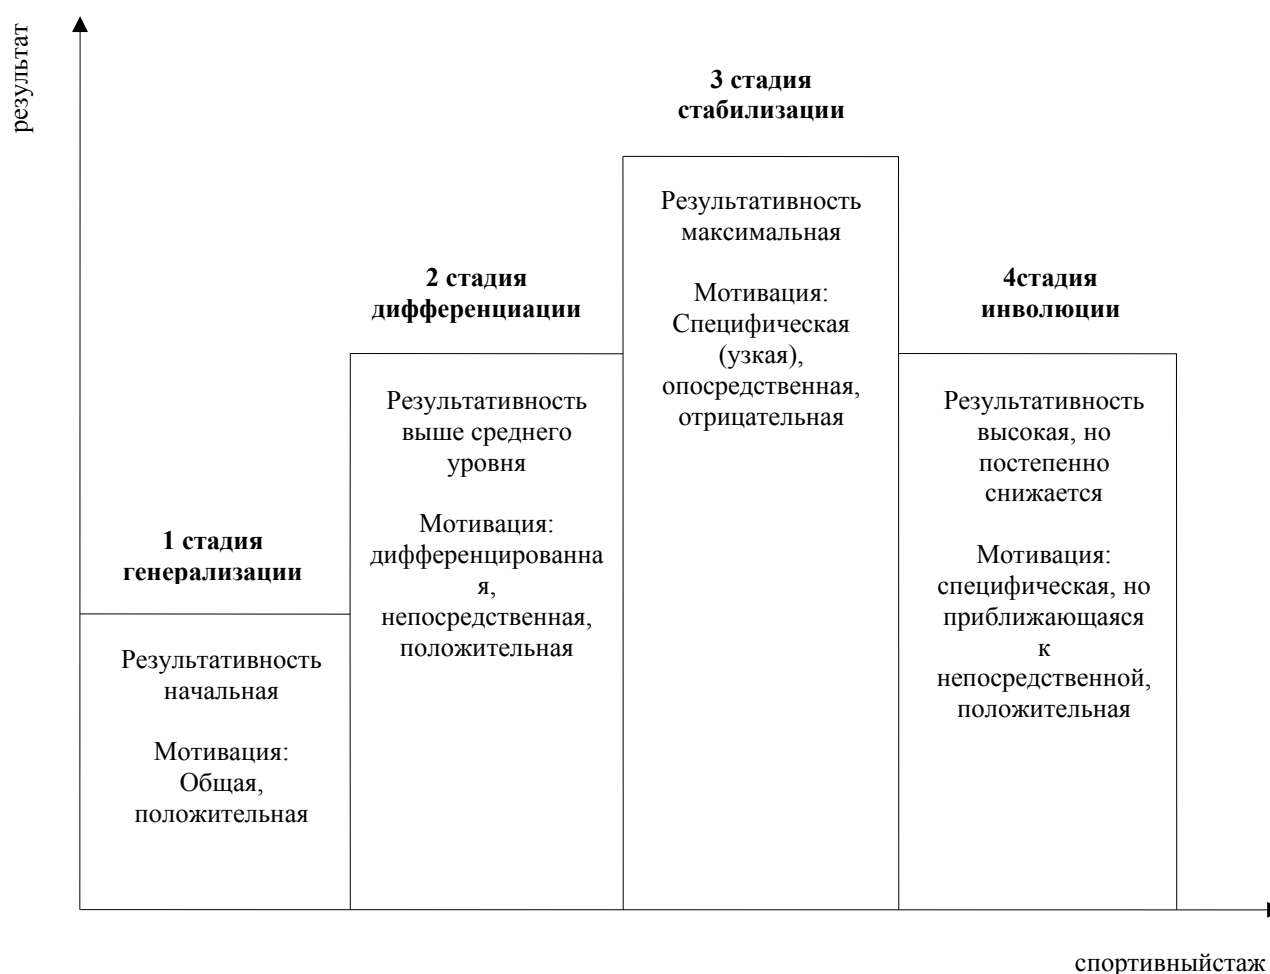 результат
3 стадия
стабилизации
Результативность
максимальная
Мотивация:
Специфическая
(узкая),
опосредственная,
отрицательная
2 стадия
дифференциации
Результативность
выше среднего
уровня
Мотивация:
дифференцированна
я,
непосредственная,
положительная
4стадия
инволюции
Результативность
высокая, но
постепенно
снижается
Мотивация:
специфическая, но
приближающаяся
к
непосредственной,
положительная
1 стадия
генерализации
Результативность
начальная
Мотивация:
Общая,
положительная
спортивныйстаж